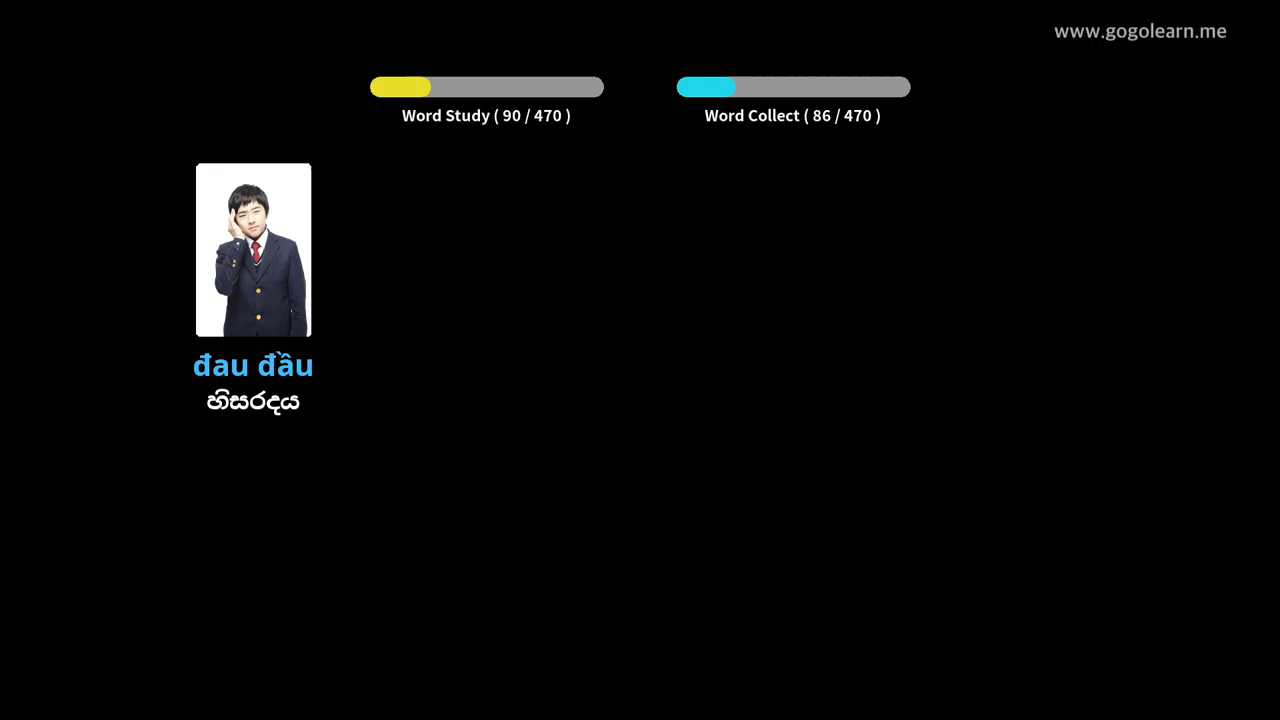 www.gogolearn.me
Word Study ( 90 / 470 )
Word Collect ( 86 / 470 )
đau đầu
හිසරදය